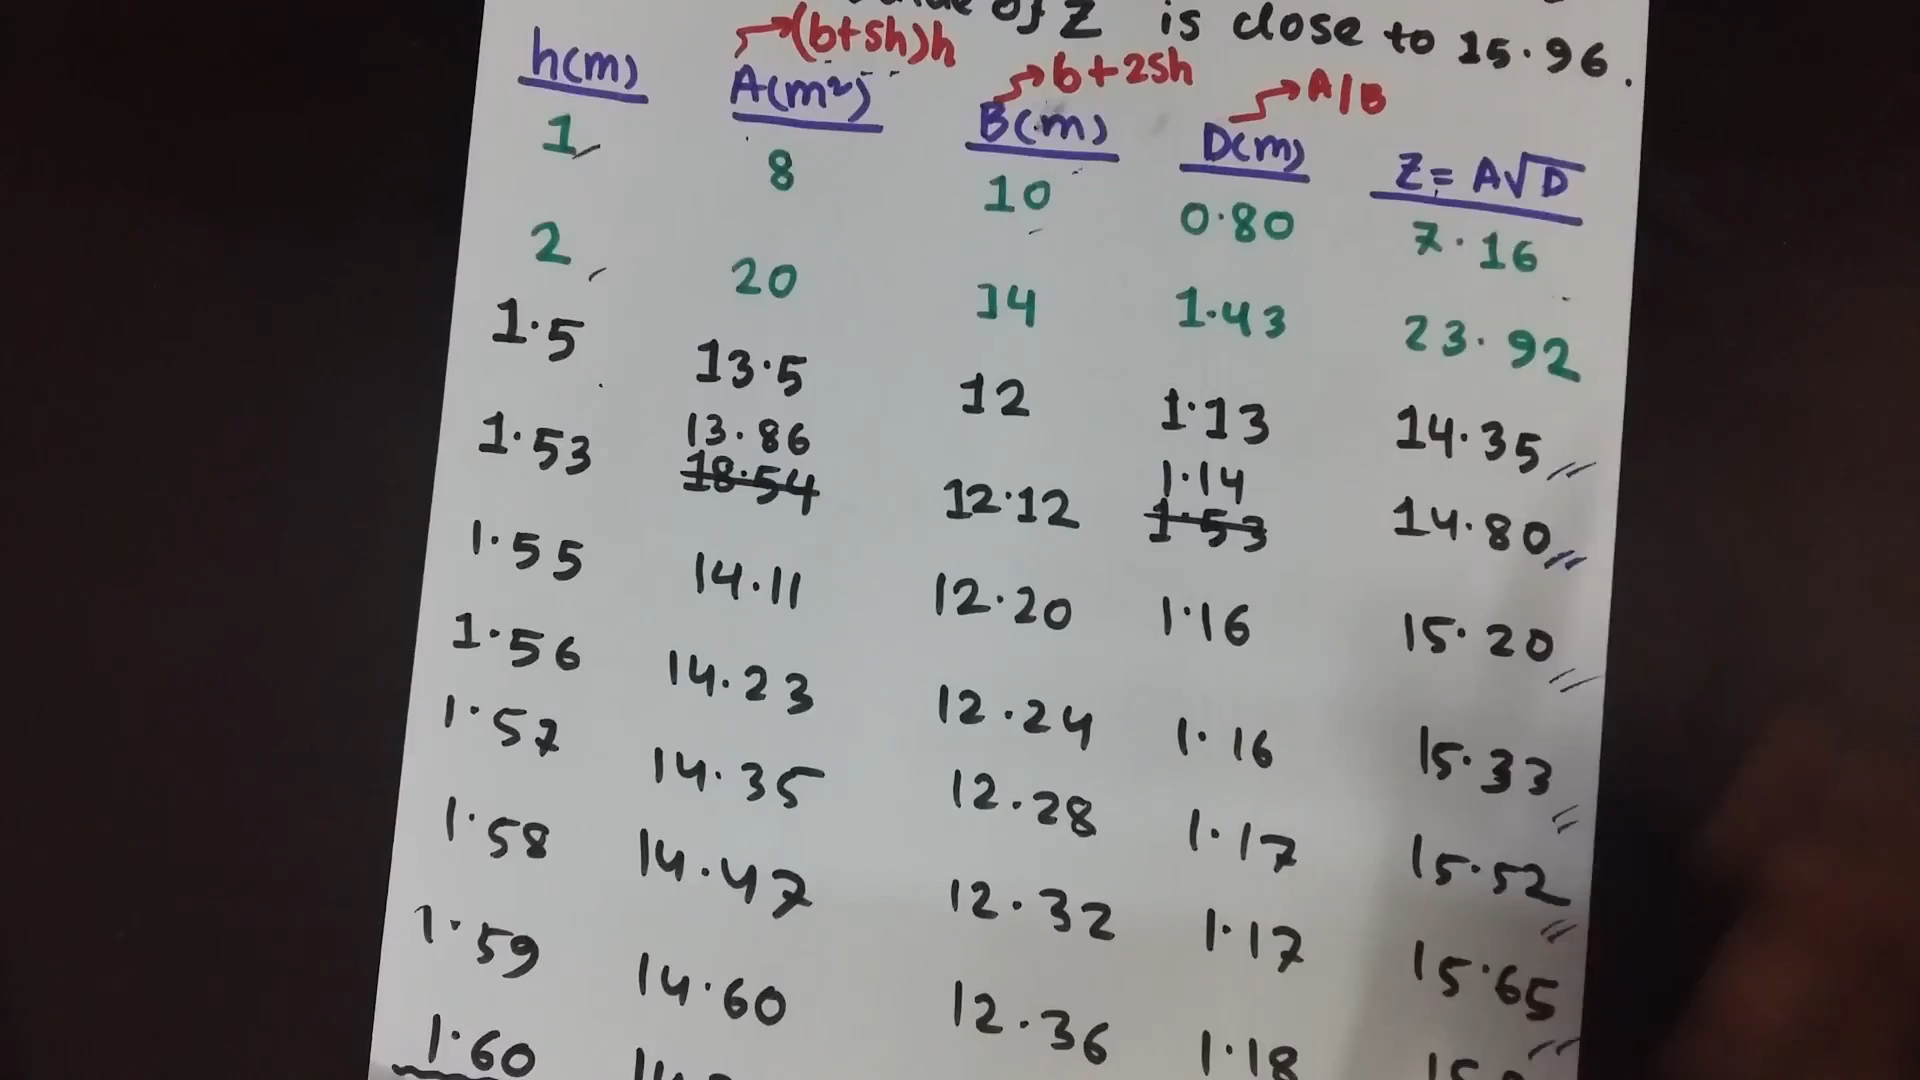 of Z is close to 15.96.
h(m) A(m²) →(b+sh)h B(m) →b+2sh D(m) →A/B Z=A√D
1 8 10 0.80 7.16
2 20 14 1.43 23.92
1.5 13.5 12 1.13 14.35
1.53 13.86 18.54 12.12 1.14 1.53 14.80
1.55 14.11 12.20 1.16 15.20
1.56 14.23 12.24 1.16 15.33
1.57 14.35 12.28 1.17 15.52
1.58 14.47 12.32 1.17 15.65
1.59 14.60 12.36 1.18
1.60